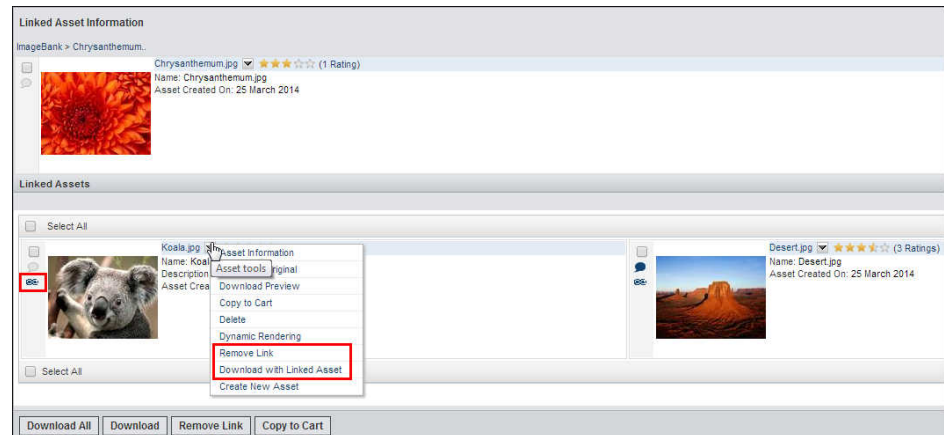 Linked Asset Information
ImageBank > Chrysanthemum..
Chrysanthemum.jpg (1 Rating)
Name: Chrysanthemum.jpg
Asset Created On: 25 March 2014
Linked Assets
Select All
Koala.jpg
Name: Koal
Description
Asset Crea
Asset Information
Asset tools
riginal
Download Preview
Copy to Cart
Delete
Dynamic Rendering
Remove Link
Download with Linked Asset
Create New Asset
Desert.jpg (3 Ratings)
Name: Desert.jpg
Asset Created On: 25 March 2014
Select All
Download All Download Remove Link Copy to Cart